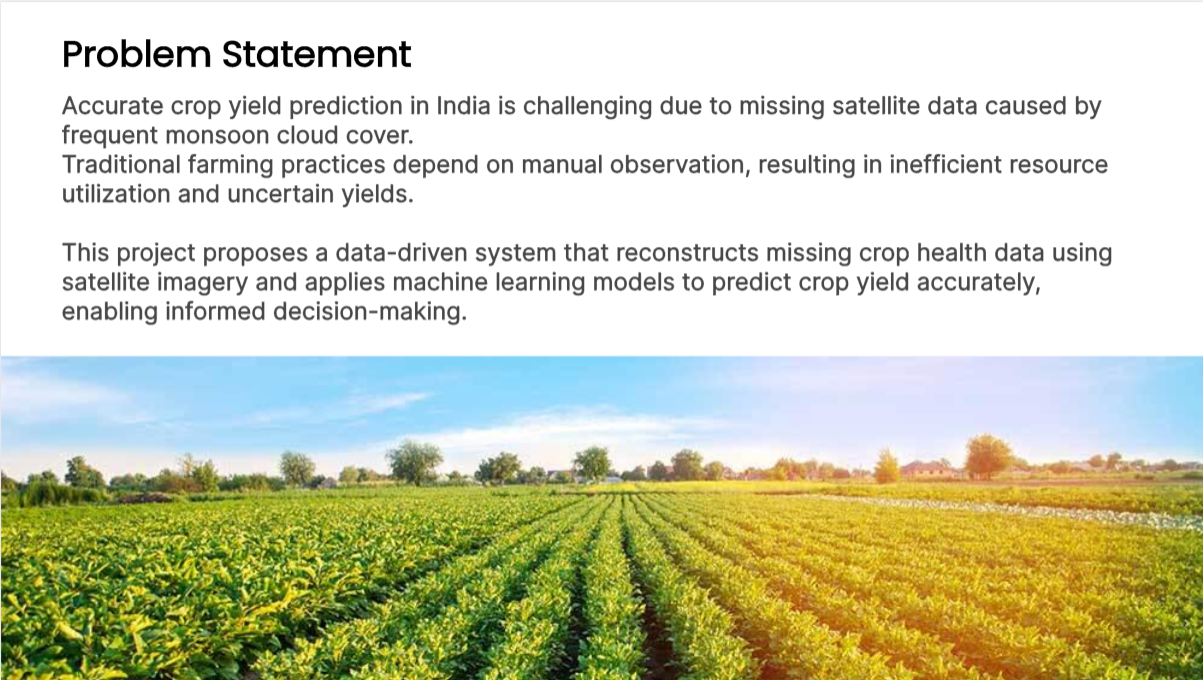 Problem Statement
Accurate crop yield prediction in India is challenging due to missing satellite data caused by
frequent monsoon cloud cover.
Traditional farming practices depend on manual observation, resulting in inefficient resource
utilization and uncertain yields.
This project proposes a data-driven system that reconstructs missing crop health data using
satellite imagery and applies machine learning models to predict crop yield accurately,
enabling informed decision-making.